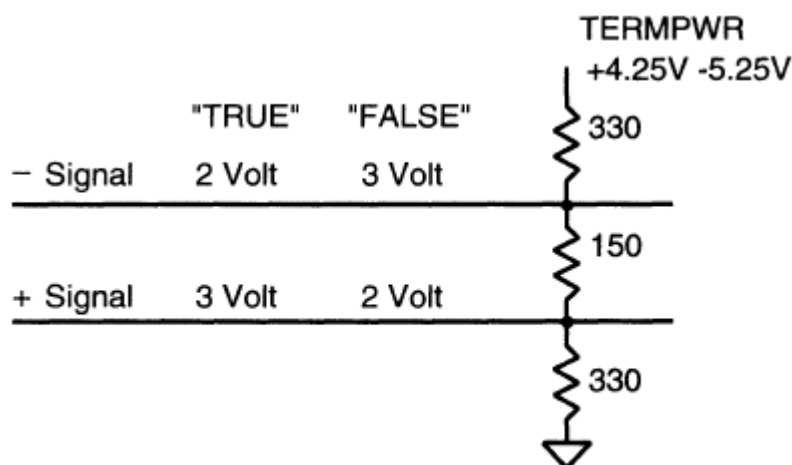 TERMPWR
+4.25V -5.25V
"TRUE" "FALSE"
330
− Signal 2 Volt 3 Volt
150
+ Signal 3 Volt 2 Volt
330